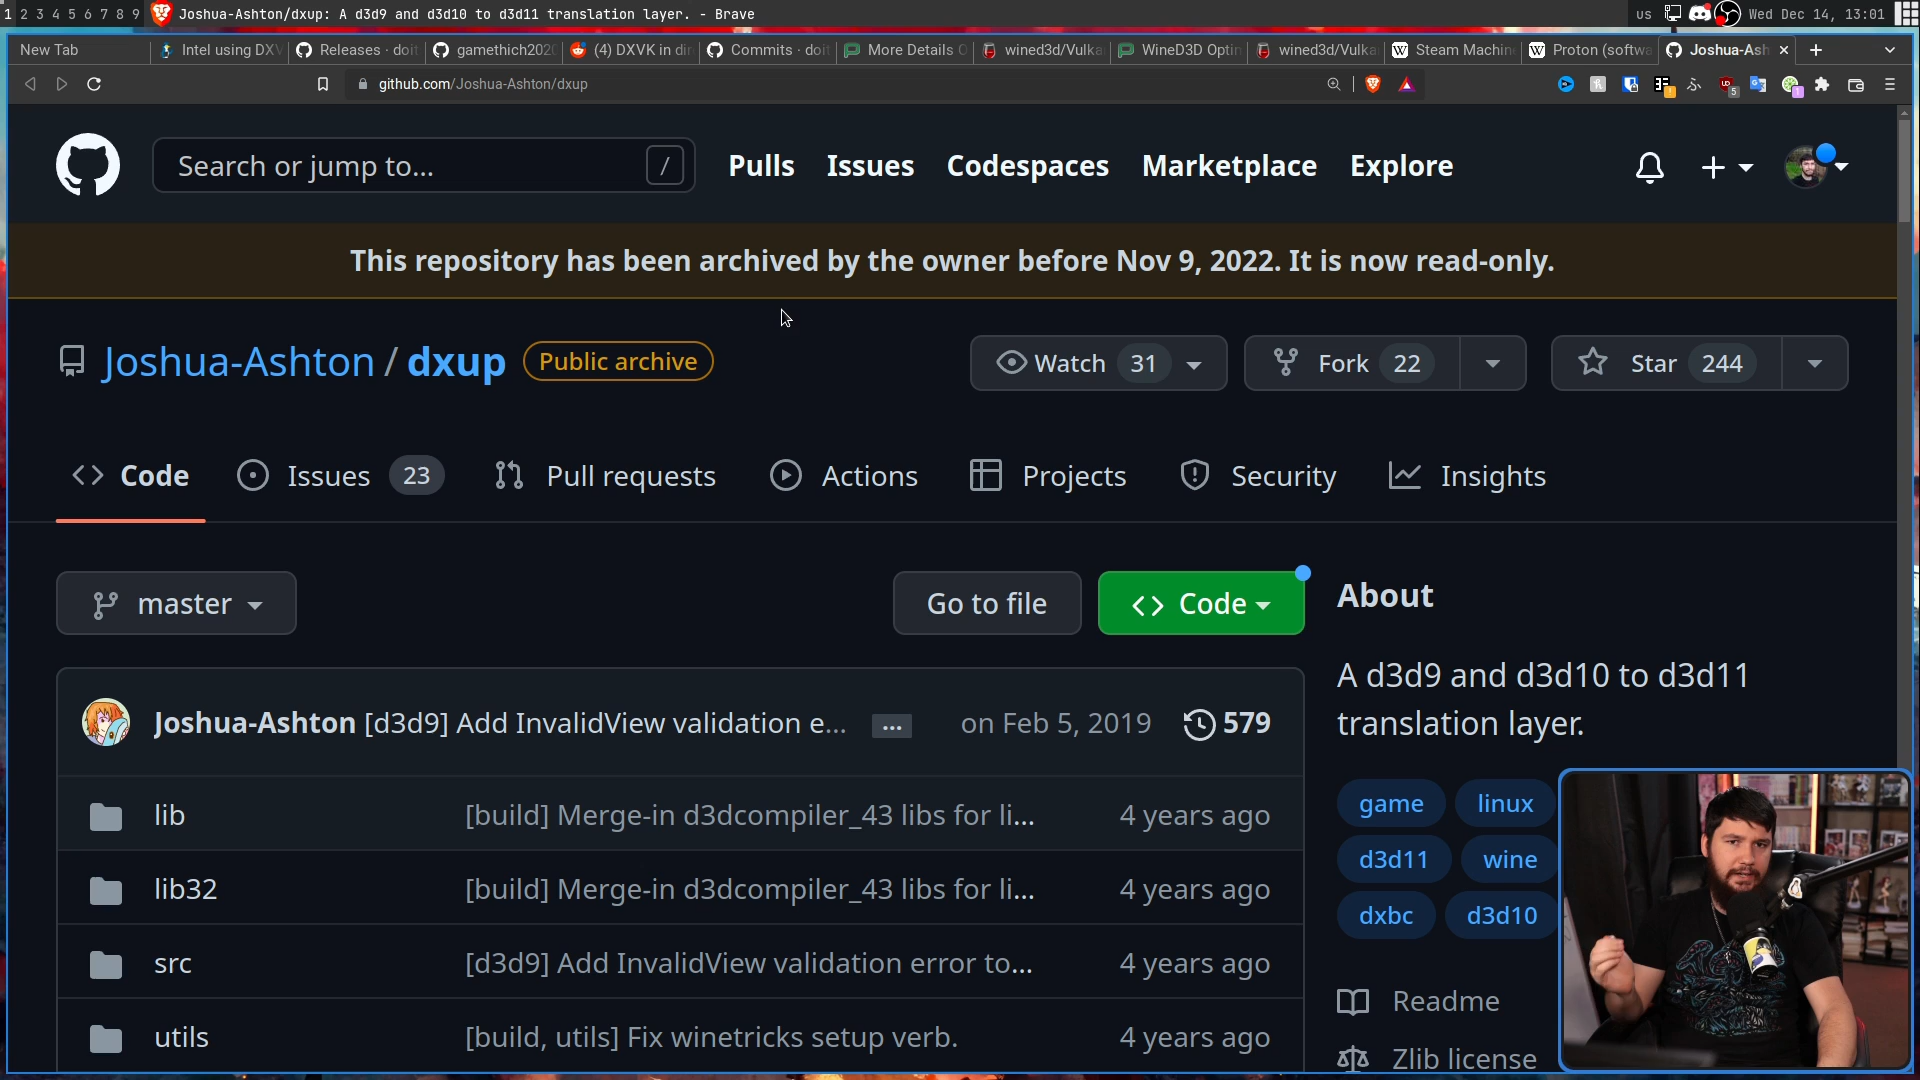 1 2 3 4 5 6 7 8 9 Joshua-Ashton/dxup: A d3d9 and d3d10 to d3d11 translation layer. - Brave us Wed Dec 14, 13:01
New Tab Intel using DXV Releases · doit gamethich202 (4) DXVK in dir Commits · doit More Details O wined3d/Vulka WineD3D Optin wined3d/Vulka Steam Machin Proton (softwa Joshua-Ash
github.com/Joshua-Ashton/dxup
Search or jump to... / Pulls Issues Codespaces Marketplace Explore
This repository has been archived by the owner before Nov 9, 2022. It is now read-only.
Joshua-Ashton / dxup Public archive Watch 31 Fork 22 Star 244
Code Issues 23 Pull requests Actions Projects Security Insights
master Go to file Code About
A d3d9 and d3d10 to d3d11
translation layer.
Joshua-Ashton [d3d9] Add InvalidView validation e... ... on Feb 5, 2019 579
lib [build] Merge-in d3dcompiler_43 libs for li... 4 years ago
game linux
lib32 [build] Merge-in d3dcompiler_43 libs for li... 4 years ago
d3d11 wine
dxbc d3d10
src [d3d9] Add InvalidView validation error to... 4 years ago
Readme
utils [build, utils] Fix winetricks setup verb. 4 years ago
Zlib license